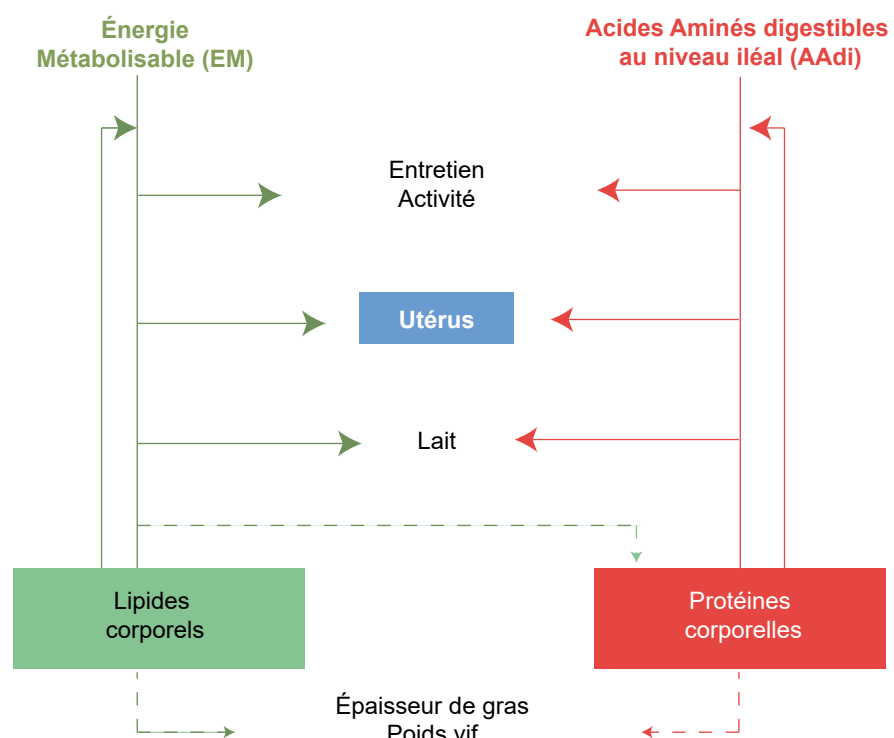 Énergie
Métabolisable (EM)
Acides Aminés digestibles
au niveau iléal (AAdi)
Entretien
Activité
Utérus
Lait
Lipides
corporels
Protéines
corporelles
Épaisseur de gras
Poids vif